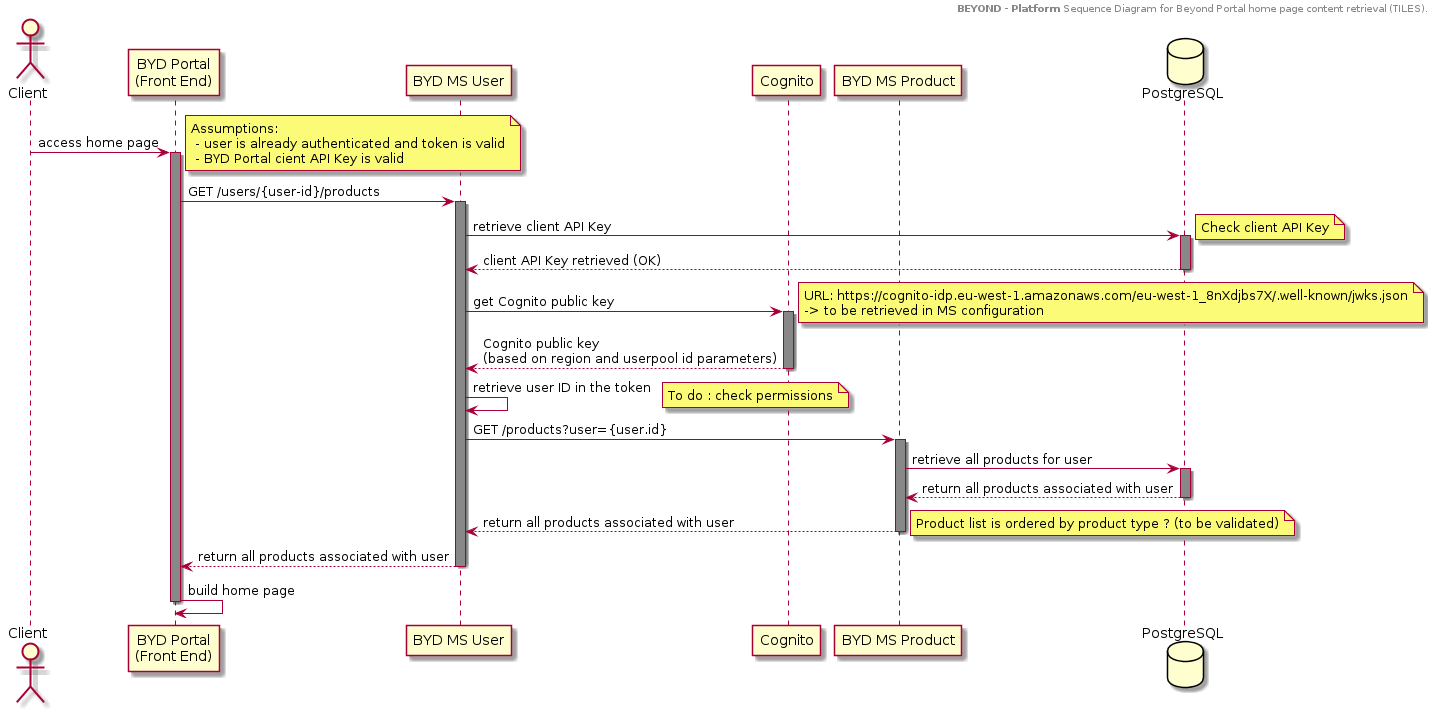 BEYOND - Platform Sequence Diagram for Beyond Portal home page content retrieval (TILES).
Client
BYD Portal
(Front End)
BYD MS User
Cognito
BYD MS Product
PostgreSQL
access home page
Assumptions:
- user is already authenticated and token is valid
- BYD Portal cient API Key is valid
GET /users/{user-id}/products
retrieve client API Key
Check client API Key
client API Key retrieved (OK)
get Cognito public key
URL: https://cognito-idp.eu-west-1.amazonaws.com/eu-west-1_8nXdjbs7X/.well-known/jwks.json
-> to be retrieved in MS configuration
Cognito public key
(based on region and userpool id parameters)
retrieve user ID in the token
To do : check permissions
GET /products?user={user.id}
retrieve all products for user
return all products associated with user
return all products associated with user
Product list is ordered by product type ? (to be validated)
return all products associated with user
build home page
Client
BYD Portal
(Front End)
BYD MS User
Cognito
BYD MS Product
PostgreSQL